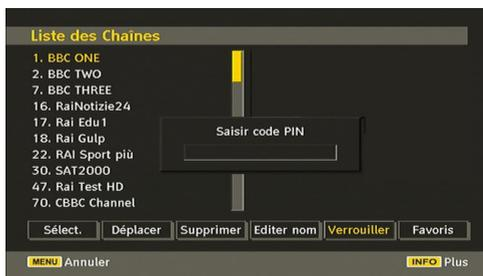 Liste des Chaînes
1. BBC ONE
2. BBC TWO
7. BBC THREE
16. RaiNotizie24
17. Rai Edu1
18. Rai Gulp
22. RAI Sport più
30. SAT2000
47. Rai Test HD
70. CBBC Channel
Saisir code PIN
Sélect. Déplacer Supprimer Editer nom Verrouiller Favoris
MENU Annuler INFO Plus